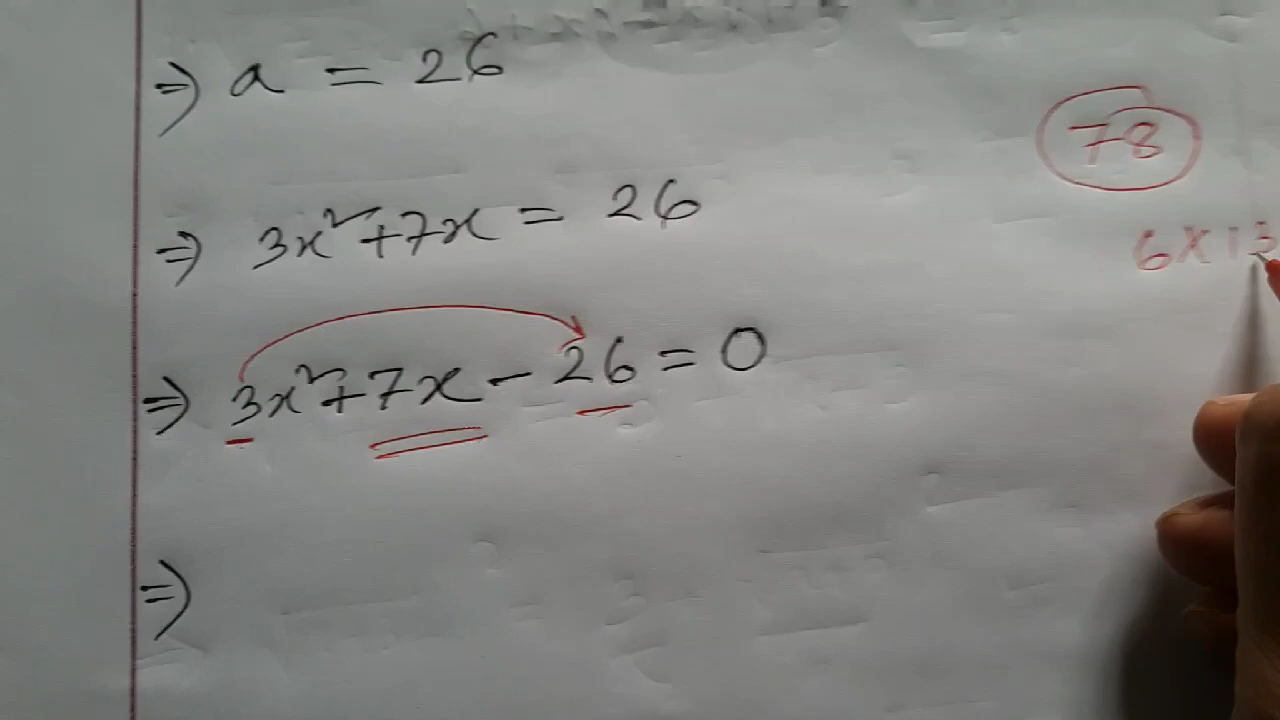 ⇒ a = 26
78
⇒ 3x²+7x = 26
6×13
⇒ 3x²+7x-26=0
⇒